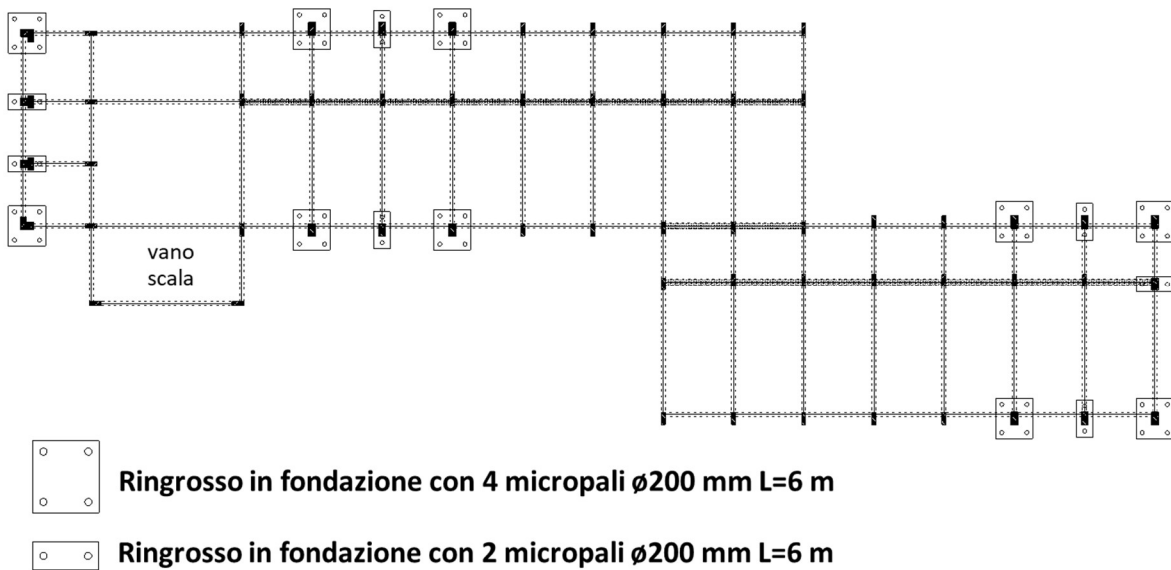 vano
scala
Ringrosso in fondazione con 4 micropali ø200 mm L=6 m
Ringrosso in fondazione con 2 micropali ø200 mm L=6 m